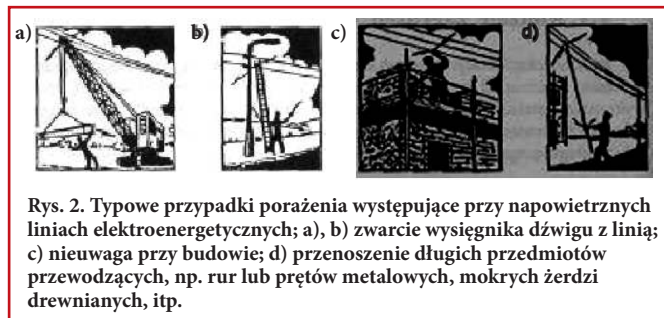 a) b) c) d)
Rys. 2. Typowe przypadki porażenia występujące przy napowietrznych
liniach elektroenergetycznych; a), b) zwarcie wysięgnika dźwigu z linią;
c) nieuwaga przy budowie; d) przenoszenie długich przedmiotów
przewodzących, np. rur lub prętów metalowych, mokrych żerdzi
drewnianych, itp.